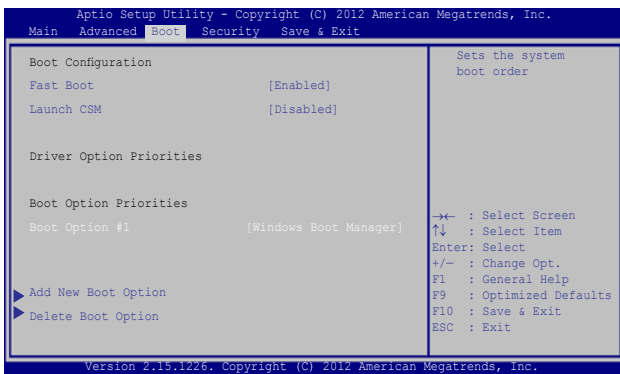 Aptio Setup Utility - Copyright (C) 2012 American Megatrends, Inc.
Main Advanced Boot Security Save & Exit
Boot Configuration
Fast Boot [Enabled]
Launch CSM [Disabled]
Driver Option Priorities
Boot Option Priorities
Boot Option #1 [Windows Boot Manager]
Add New Boot Option
Delete Boot Option
Sets the system
boot order
→← : Select Screen
↑↓ : Select Item
Enter: Select
+/— : Change Opt.
F1 : General Help
F9 : Optimized Defaults
F10 : Save & Exit
ESC : Exit
Version 2.15.1226. Copyright (C) 2012 American Megatrends, Inc.